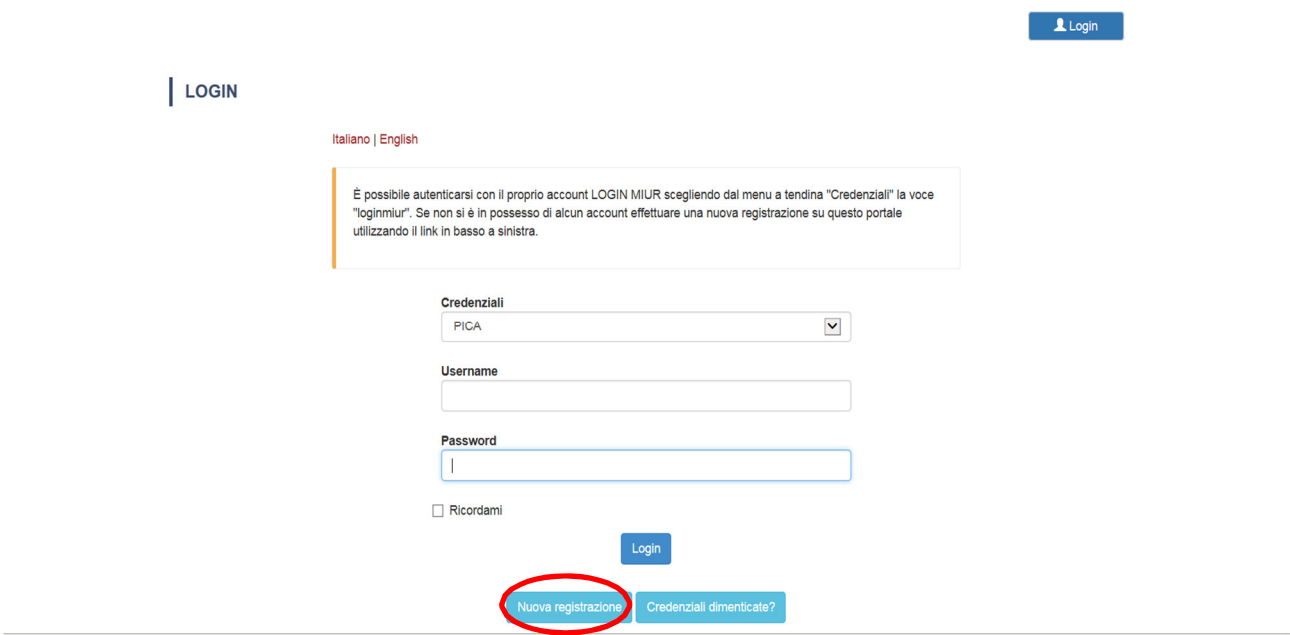 Login
LOGIN
Italiano | English
È possibile autenticarsi con il proprio account LOGIN MIUR scegliendo dal menu a tendina "Credenziali" la voce
"loginmiur". Se non si è in possesso di alcun account effettuare una nuova registrazione su questo portale
utilizzando il link in basso a sinistra.
Credenziali
PICA
Username
Password
Ricordami
Login
Nuova registrazione Credenziali dimenticate?